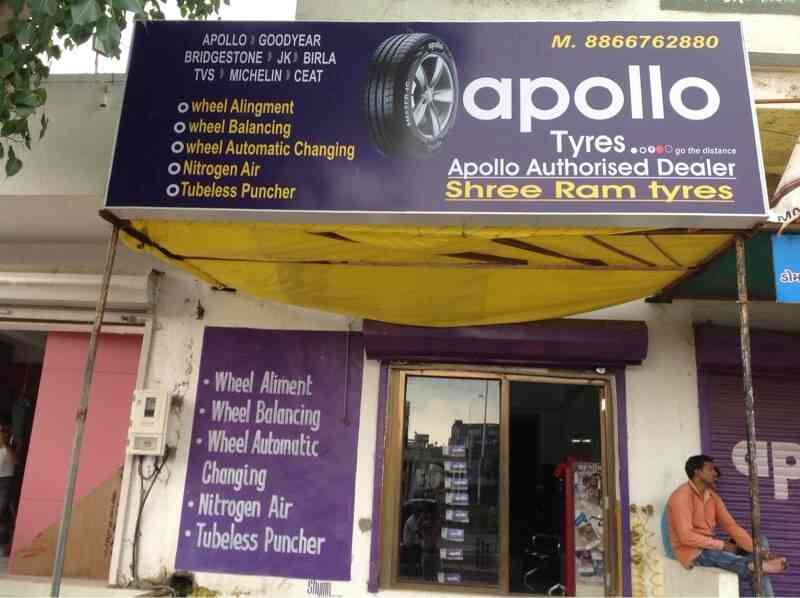 APOLLO GOODYEAR
BRIDGESTONE JK BIRLA
TVS MICHELIN CEAT
wheel Alingment
wheel Balancing
wheel Automatic Changing
Nitrogen Air
Tubeless Puncher
M. 8866762880
apollo
Tyres go the distance
Apollo Authorised Dealer
Shree Ram tyres
• Wheel Aliment
• Wheel Balancing
• Wheel Automatic
Changing
• Nitrogen Air
• Tubeless Puncher
ap